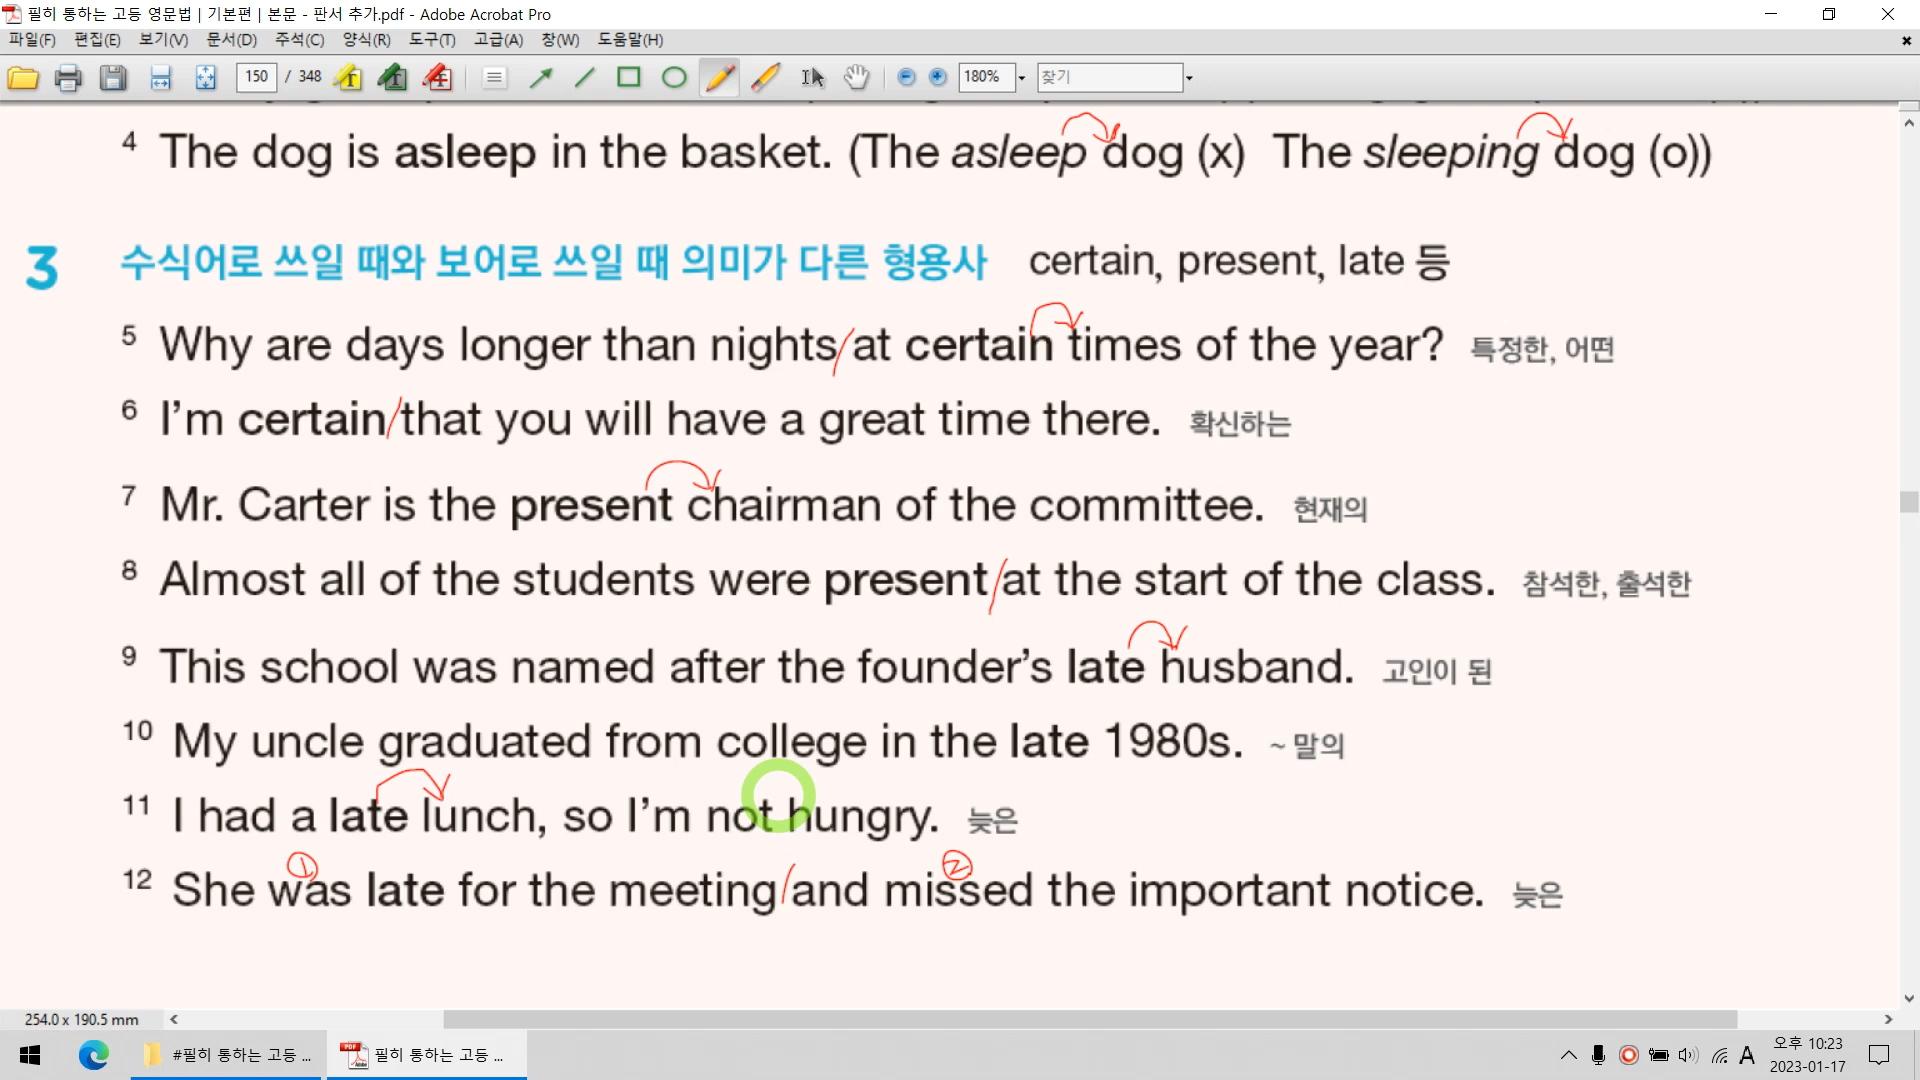 필히 통하는 고등 영문법 | 기본편 | 본문 - 판서 추가.pdf - Adobe Acrobat Pro
파일(F) 편집(E) 보기(V) 문서(D) 주석(C) 양식(R) 도구(T) 고급(A) 창(W) 도움말(H)
150 / 348 180% 찾기
4 The dog is asleep in the basket. (The asleep dog (x) The sleeping dog (o))
3 수식어로 쓰일 때와 보어로 쓰일 때 의미가 다른 형용사 certain, present, late 등
5 Why are days longer than nights/at certain times of the year? 특정한, 어떤
6 I'm certain/that you will have a great time there. 확신하는
7 Mr. Carter is the present chairman of the committee. 현재의
8 Almost all of the students were present/at the start of the class. 참석한, 출석한
9 This school was named after the founder's late husband. 고인이 된
10 My uncle graduated from college in the late 1980s. ~ 말의
11 I had a late lunch, so I'm not hungry. 늦은
① ②
12 She was late for the meeting/and missed the important notice. 늦은
254.0 x 190.5 mm
#필히 통하는 고등 ... 필히 통하는 고등 ... A 오후 10:23
2023-01-17